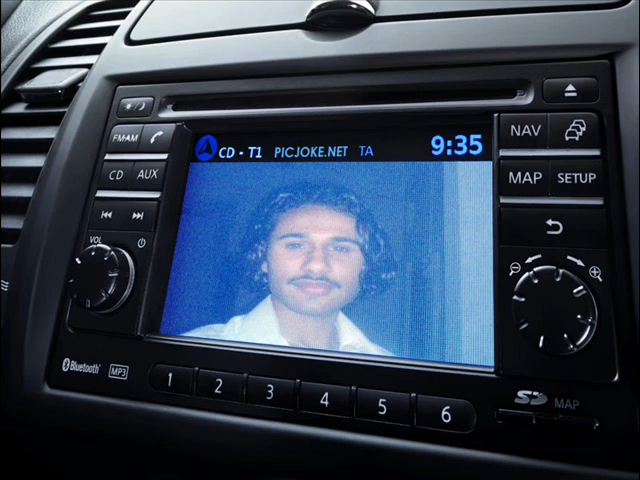 CD - T1 PICJOKE.NET TA 9:35
FM·AM
CD AUX
VOL
Bluetooth MP3
1 2 3 4 5 6
NAV
MAP SETUP
SD MAP